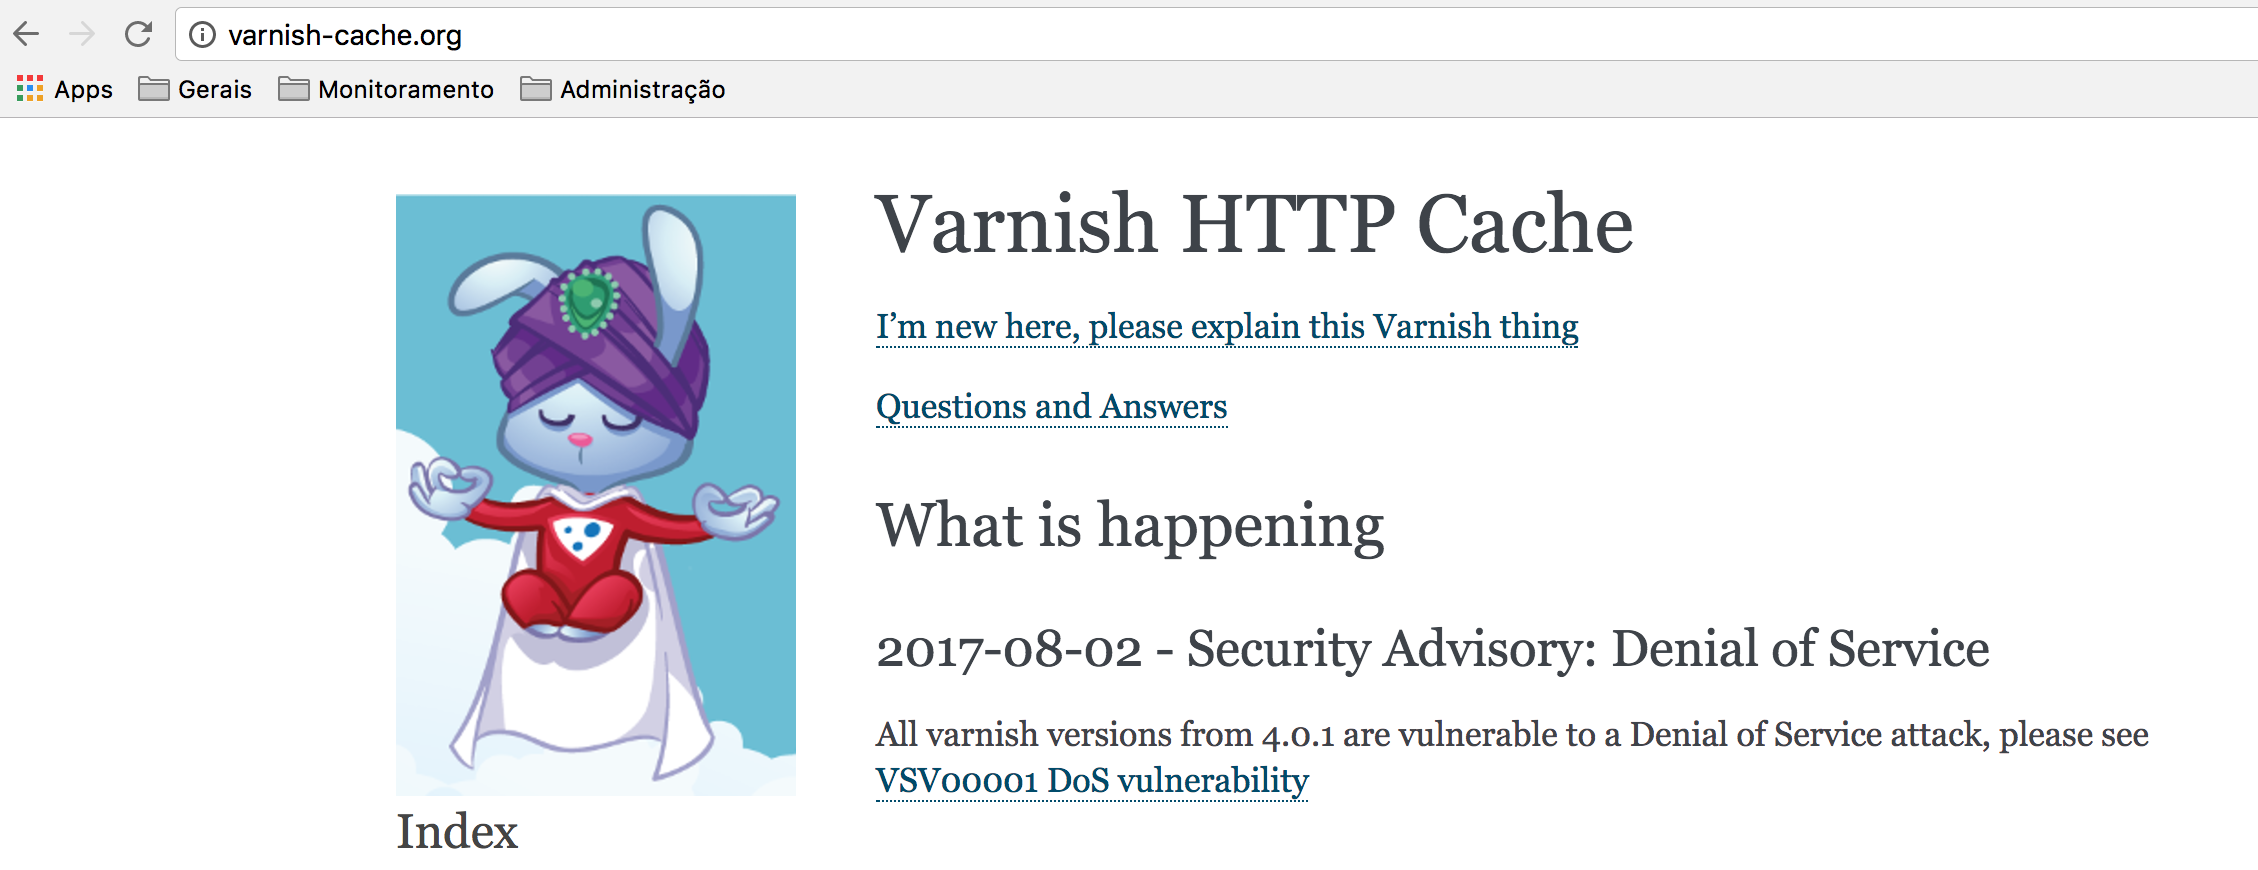 varnish-cache.org
Apps Gerais Monitoramento Administração
Varnish HTTP Cache
I’m new here, please explain this Varnish thing
Questions and Answers
What is happening
2017-08-02 - Security Advisory: Denial of Service
All varnish versions from 4.0.1 are vulnerable to a Denial of Service attack, please see
VSV00001 DoS vulnerability
Index